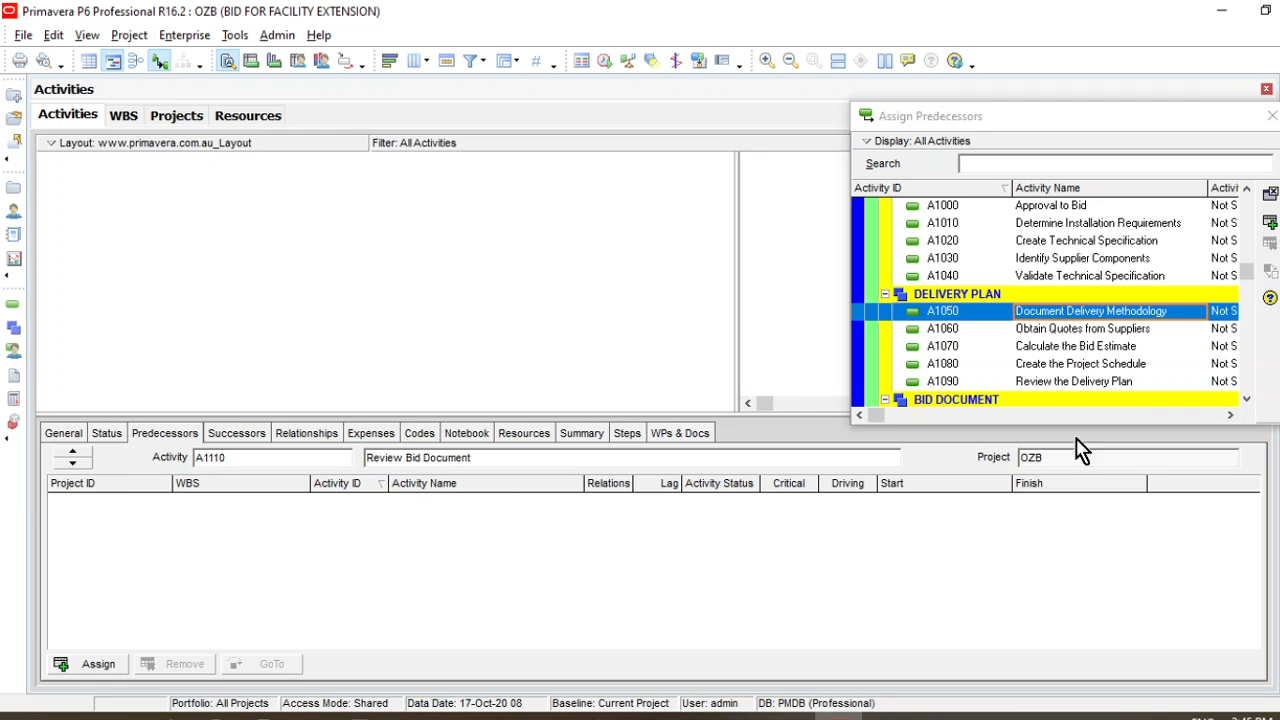 Primavera P6 Professional R16.2 : OZB (BID FOR FACILITY EXTENSION)
File Edit View Project Enterprise Tools Admin Help
Activities
Activities WBS Projects Resources
Layout: www.primavera.com.au_Layout Filter: All Activities
Assign Predecessors
Display: All Activities
Search
Activity ID Activity Name Activi
A1000 Approval to Bid Not S
A1010 Determine Installation Requirements Not S
A1020 Create Technical Specification Not S
A1030 Identify Supplier Components Not S
A1040 Validate Technical Specification Not S
DELIVERY PLAN
A1050 Document Delivery Methodology Not S
A1060 Obtain Quotes from Suppliers Not S
A1070 Calculate the Bid Estimate Not S
A1080 Create the Project Schedule Not S
A1090 Review the Delivery Plan Not S
BID DOCUMENT
General Status Predecessors Successors Relationships Expenses Codes Notebook Resources Summary Steps WPs & Docs
Activity A1110 Review Bid Document Project OZB
Project ID WBS Activity ID Activity Name Relations Lag Activity Status Critical Driving Start Finish
Assign Remove GoTo
Portfolio: All Projects Access Mode: Shared Data Date: 17-Oct-20 08 Baseline: Current Project User: admin DB: PMDB (Professional)